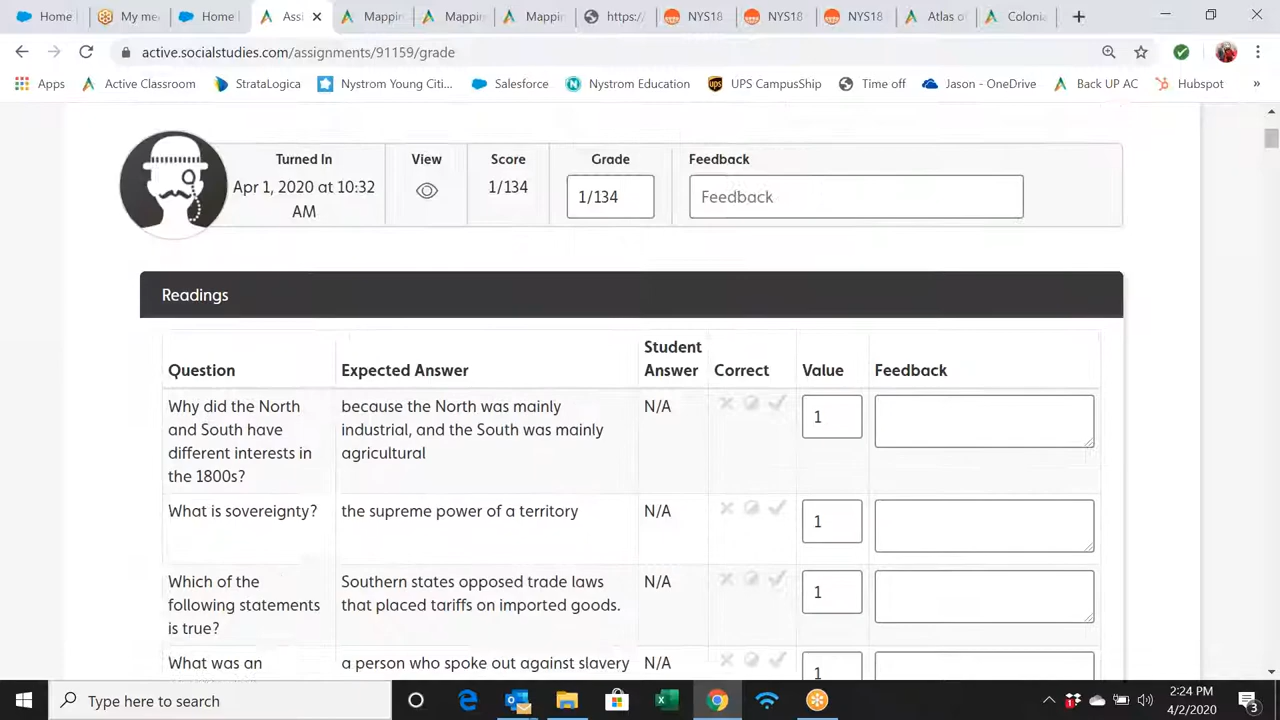 Home
My me
Home
Assi
Mappin
Mappi
Mappi
https:/
NYS18
NYS18
NYS18
Atlas o
Colonia
active.socialstudies.com/assignments/91159/grade
Apps
Active Classroom
StrataLogica
Nystrom Young Citi...
Salesforce
Nystrom Education
UPS CampusShip
Time off
Jason - OneDrive
Back UP AC
Hubspot
»
Turned In
View
Score
Grade
Feedback
Apr 1, 2020 at 10:32
AM
1/134
1/134
Feedback
Readings
Question
Expected Answer
Student
Answer
Correct
Value
Feedback
Why did the North
and South have
different interests in
the 1800s?
because the North was mainly
industrial, and the South was mainly
agricultural
N/A
1
What is sovereignty?
the supreme power of a territory
N/A
1
Which of the
following statements
is true?
Southern states opposed trade laws
that placed tariffs on imported goods.
N/A
1
What was an
a person who spoke out against slavery
N/A
1
Type here to search
2:24 PM
4/2/2020
3